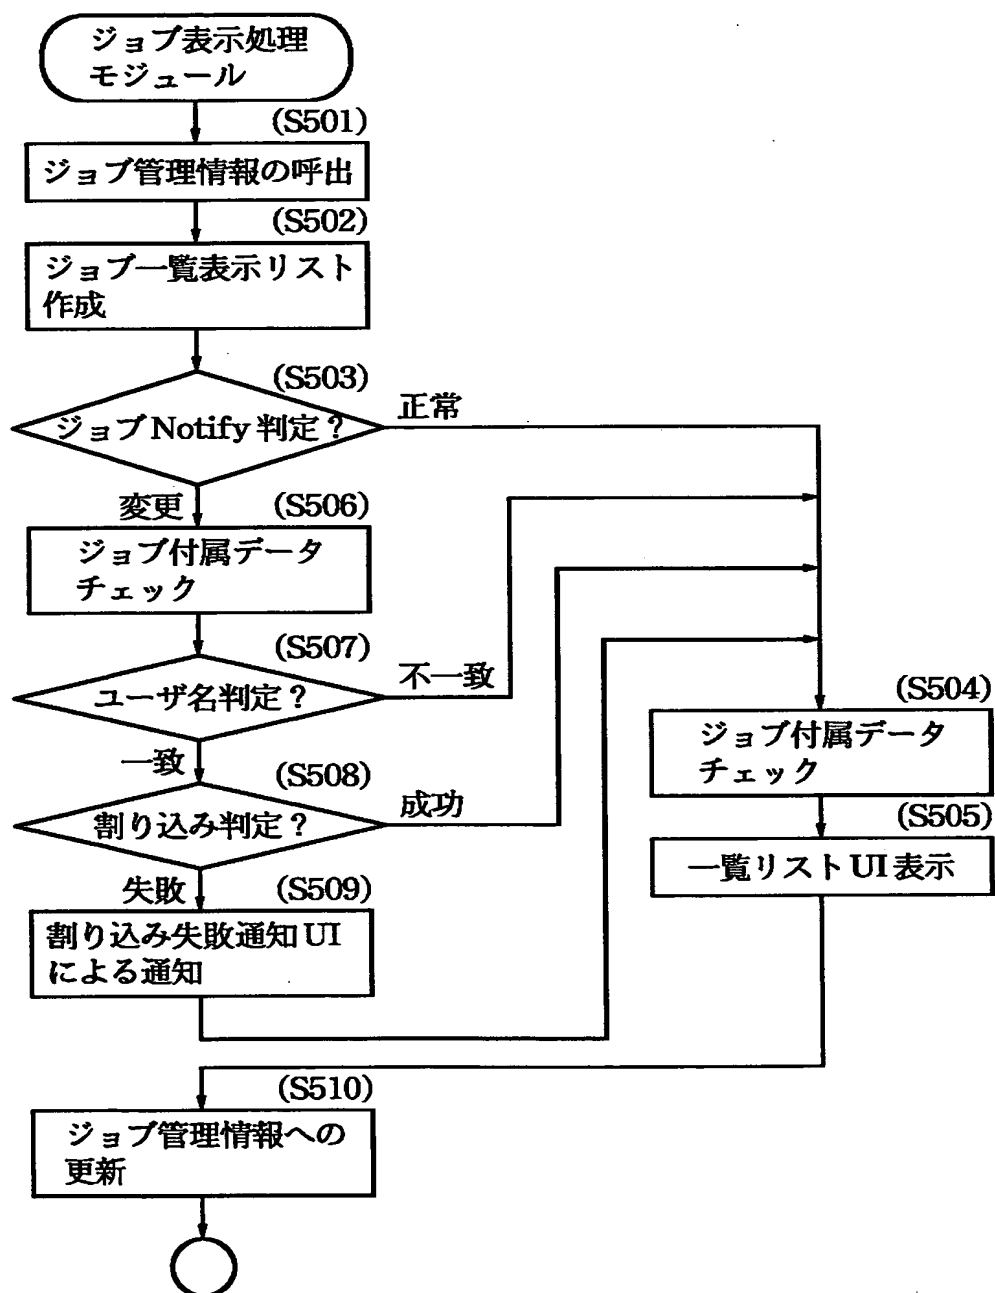 ジョブ表示処理
モジュール
(S501)
ジョブ管理情報の呼出
(S502)
ジョブ一覧表示リスト
作成
(S503)
ジョブNotify判定？
正常
変更
(S506)
ジョブ付属データ
チェック
(S507)
ユーザ名判定？
不一致
一致
(S508)
割り込み判定？
成功
失敗
(S509)
割り込み失敗通知UI
による通知
(S504)
ジョブ付属データ
チェック
(S505)
一覧リストUI表示
(S510)
ジョブ管理情報への
更新